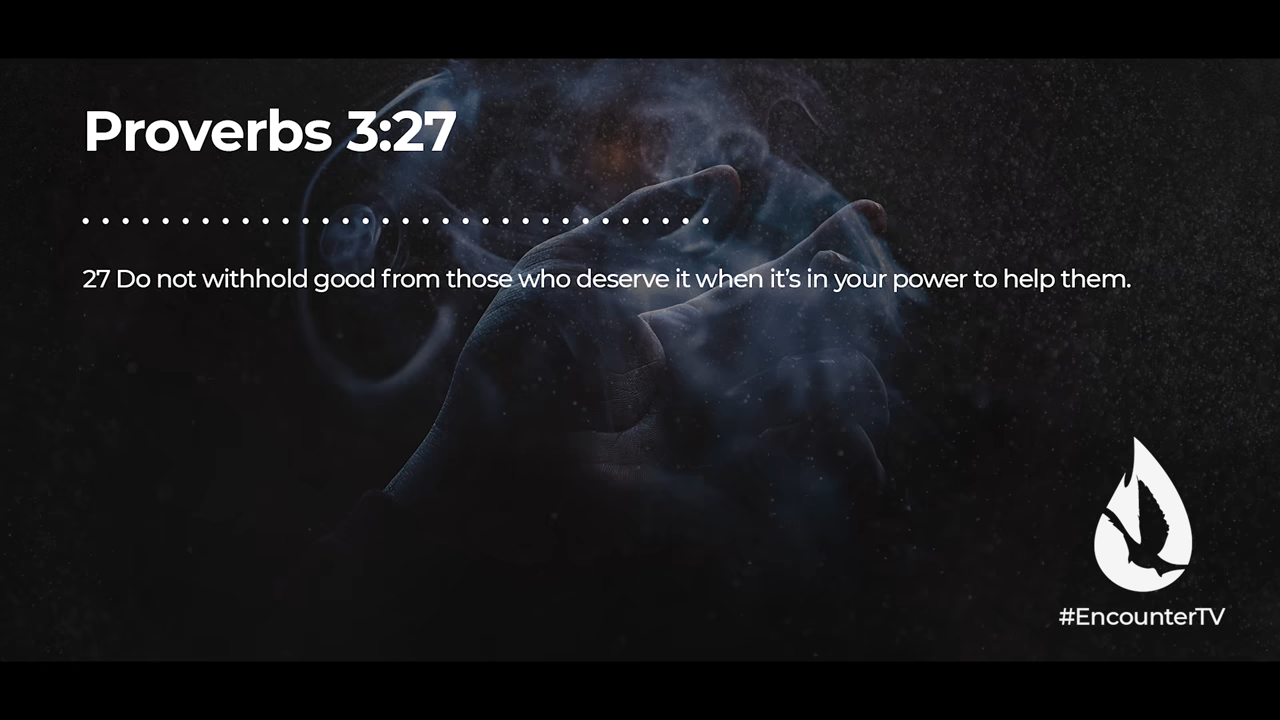 Proverbs 3:27
27 Do not withhold good from those who deserve it when it’s in your power to help them.
#EncounterTV